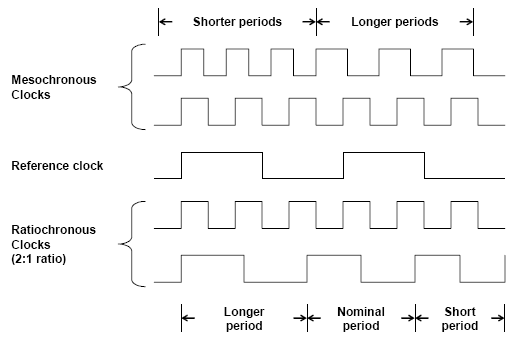 Shorter periods
Longer periods
Mesochronous
Clocks
Reference clock
Ratiochronous
Clocks
(2:1 ratio)
Longer
period
Nominal
period
Short
period